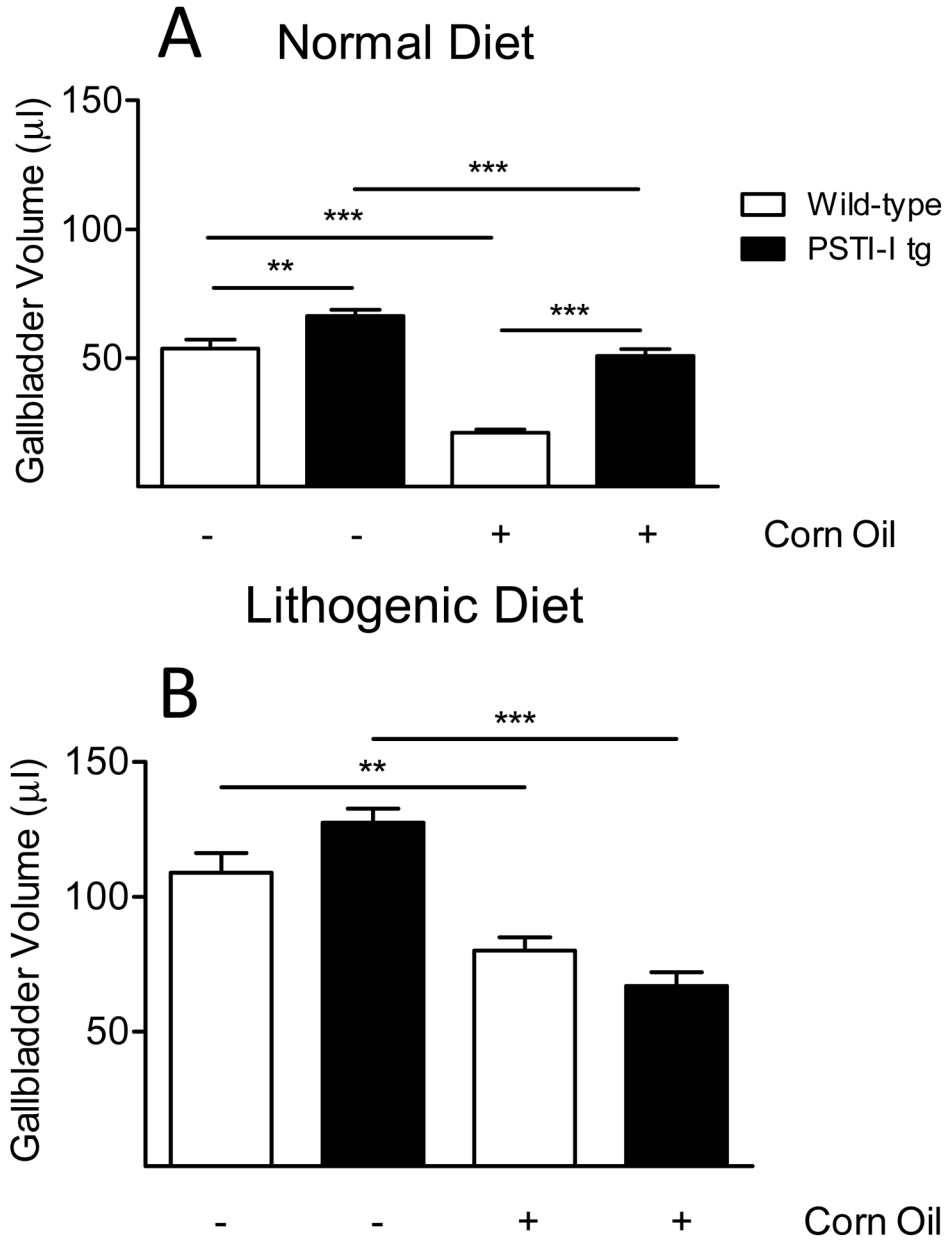 A
Normal Diet
Gallbladder Volume (μl)
150
100
50
***
***
**
***
Wild-type
PSTI-I tg
- - + + Corn Oil
Lithogenic Diet
B
Gallbladder Volume (μl)
150
100
50
***
**
- - + + Corn Oil